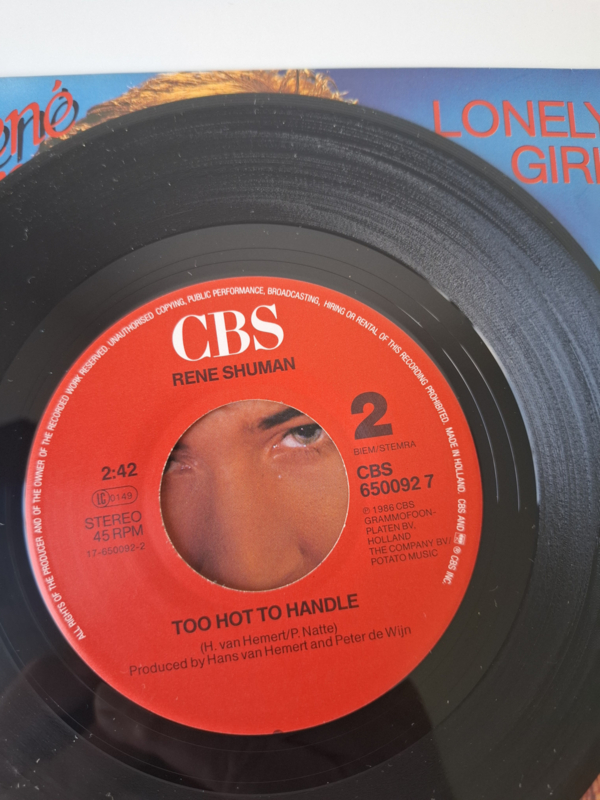 ené
LONELY
GIRL
ALL RIGHTS OF THE PRODUCER AND OF THE OWNER OF THE RECORDED WORK RESERVED. UNAUTHORISED COPYING, PUBLIC PERFORMANCE, BROADCASTING, HIRING OR RENTAL OF THIS RECORDING PROHIBITED. MADE IN HOLLAND. CBS AND ® CBS INC.
CBS
RENE SHUMAN
2
BIEM/STEMRA
2:42
LC 0149
STEREO
45 RPM
17-650092-2
CBS
650092 7
℗ 1986 CBS
GRAMMOFOON-
PLATEN BV,
HOLLAND
THE COMPANY BV/
POTATO MUSIC
TOO HOT TO HANDLE
(H. van Hemert/P. Natte)
Produced by Hans van Hemert and Peter de Wijn